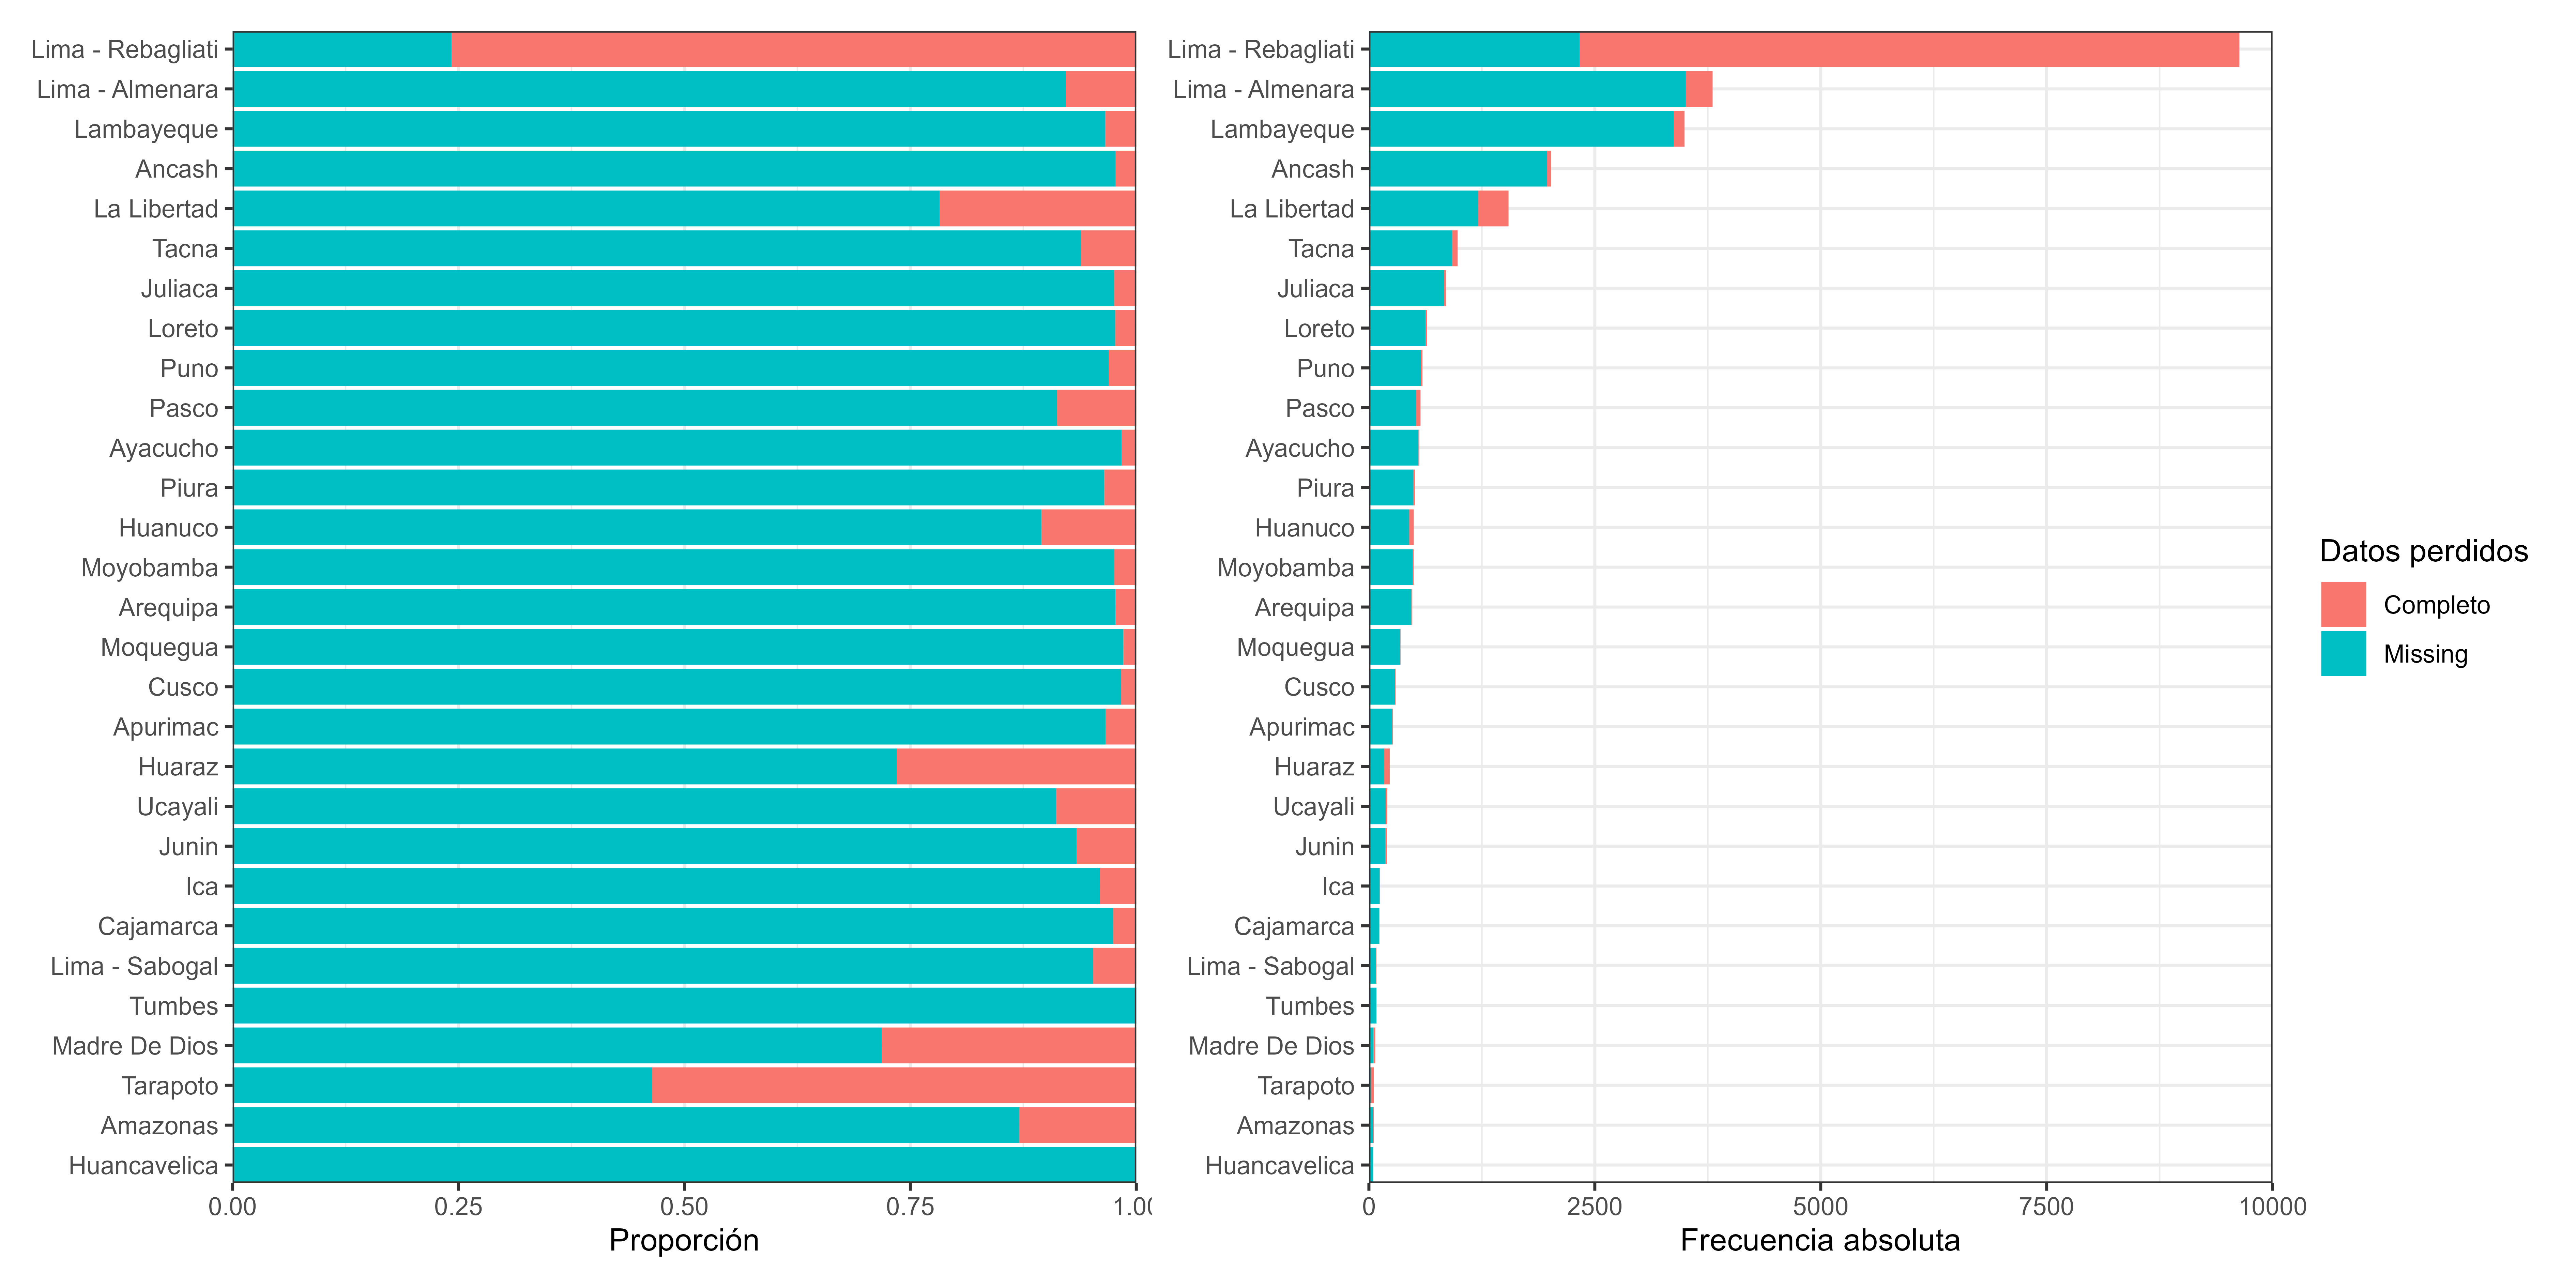 Lima - Rebagliati
Lima - Almenara
Lambayeque
Ancash
La Libertad
Tacna
Juliaca
Loreto
Puno
Pasco
Ayacucho
Piura
Huanuco
Moyobamba
Arequipa
Moquegua
Cusco
Apurimac
Huaraz
Ucayali
Junin
Ica
Cajamarca
Lima - Sabogal
Tumbes
Madre De Dios
Tarapoto
Amazonas
Huancavelica
0.00 0.25 0.50 0.75 1.00
Proporción
Lima - Rebagliati
Lima - Almenara
Lambayeque
Ancash
La Libertad
Tacna
Juliaca
Loreto
Puno
Pasco
Ayacucho
Piura
Huanuco
Moyobamba
Arequipa
Moquegua
Cusco
Apurimac
Huaraz
Ucayali
Junin
Ica
Cajamarca
Lima - Sabogal
Tumbes
Madre De Dios
Tarapoto
Amazonas
Huancavelica
0 2500 5000 7500 10000
Frecuencia absoluta
Datos perdidos
Completo
Missing